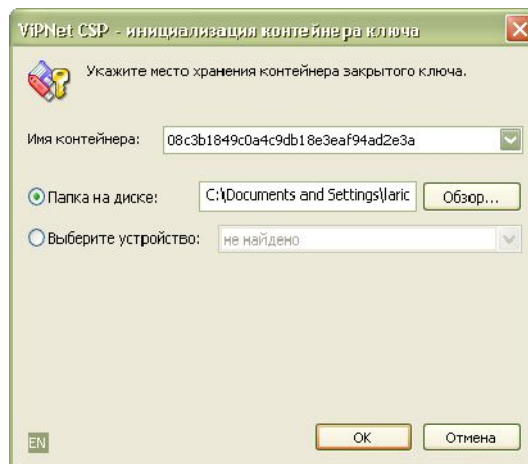 ViPNet CSP - инициализация контейнера ключа
Укажите место хранения контейнера закрытого ключа.
Имя контейнера: 08c3b1849c0a4c9db18e3eaf94ad2e3a
Папка на диске: C:\Documents and Settings\laric Обзор...
Выберите устройство: не найдено
EN OK Отмена